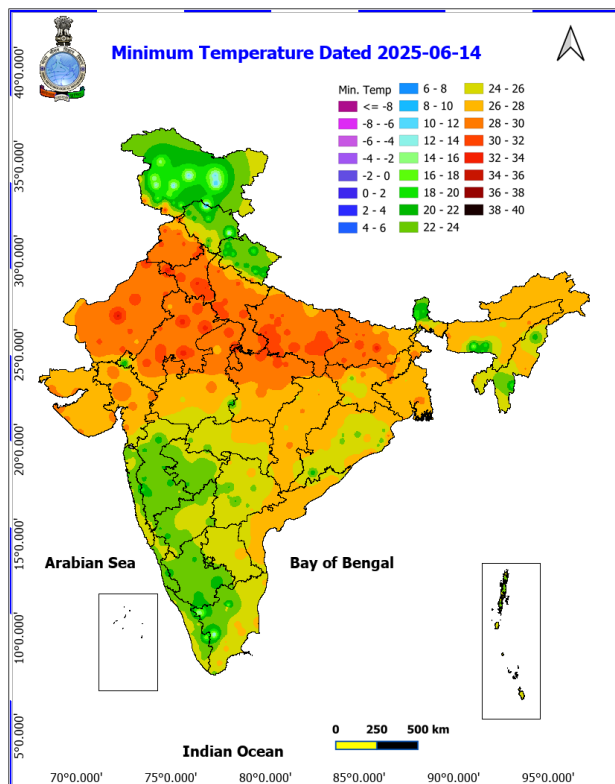 Minimum Temperature Dated 2025-06-14
Min. Temp
<= -8
-8 - -6
-6 - -4
-4 - -2
-2 - 0
0 - 2
2 - 4
4 - 6
6 - 8
8 - 10
10 - 12
12 - 14
14 - 16
16 - 18
18 - 20
20 - 22
22 - 24
24 - 26
26 - 28
28 - 30
30 - 32
32 - 34
34 - 36
36 - 38
38 - 40
40°0.000'
35°0.000'
30°0.000'
25°0.000'
20°0.000'
15°0.000'
10°0.000'
5°0.000'
Arabian Sea
Bay of Bengal
Indian Ocean
0 250 500 km
70°0.000' 75°0.000' 80°0.000' 85°0.000' 90°0.000' 95°0.000'